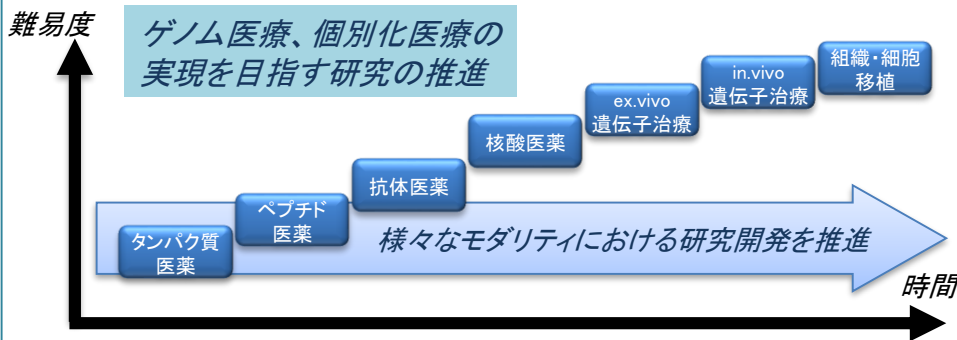 難易度
ゲノム医療、個別化医療の
実現を目指す研究の推進
組織・細胞
移植
in.vivo
遺伝子治療
ex.vivo
遺伝子治療
核酸医薬
抗体医薬
ペプチド
医薬
タンパク質
医薬
様々なモダリティにおける研究開発を推進
時間